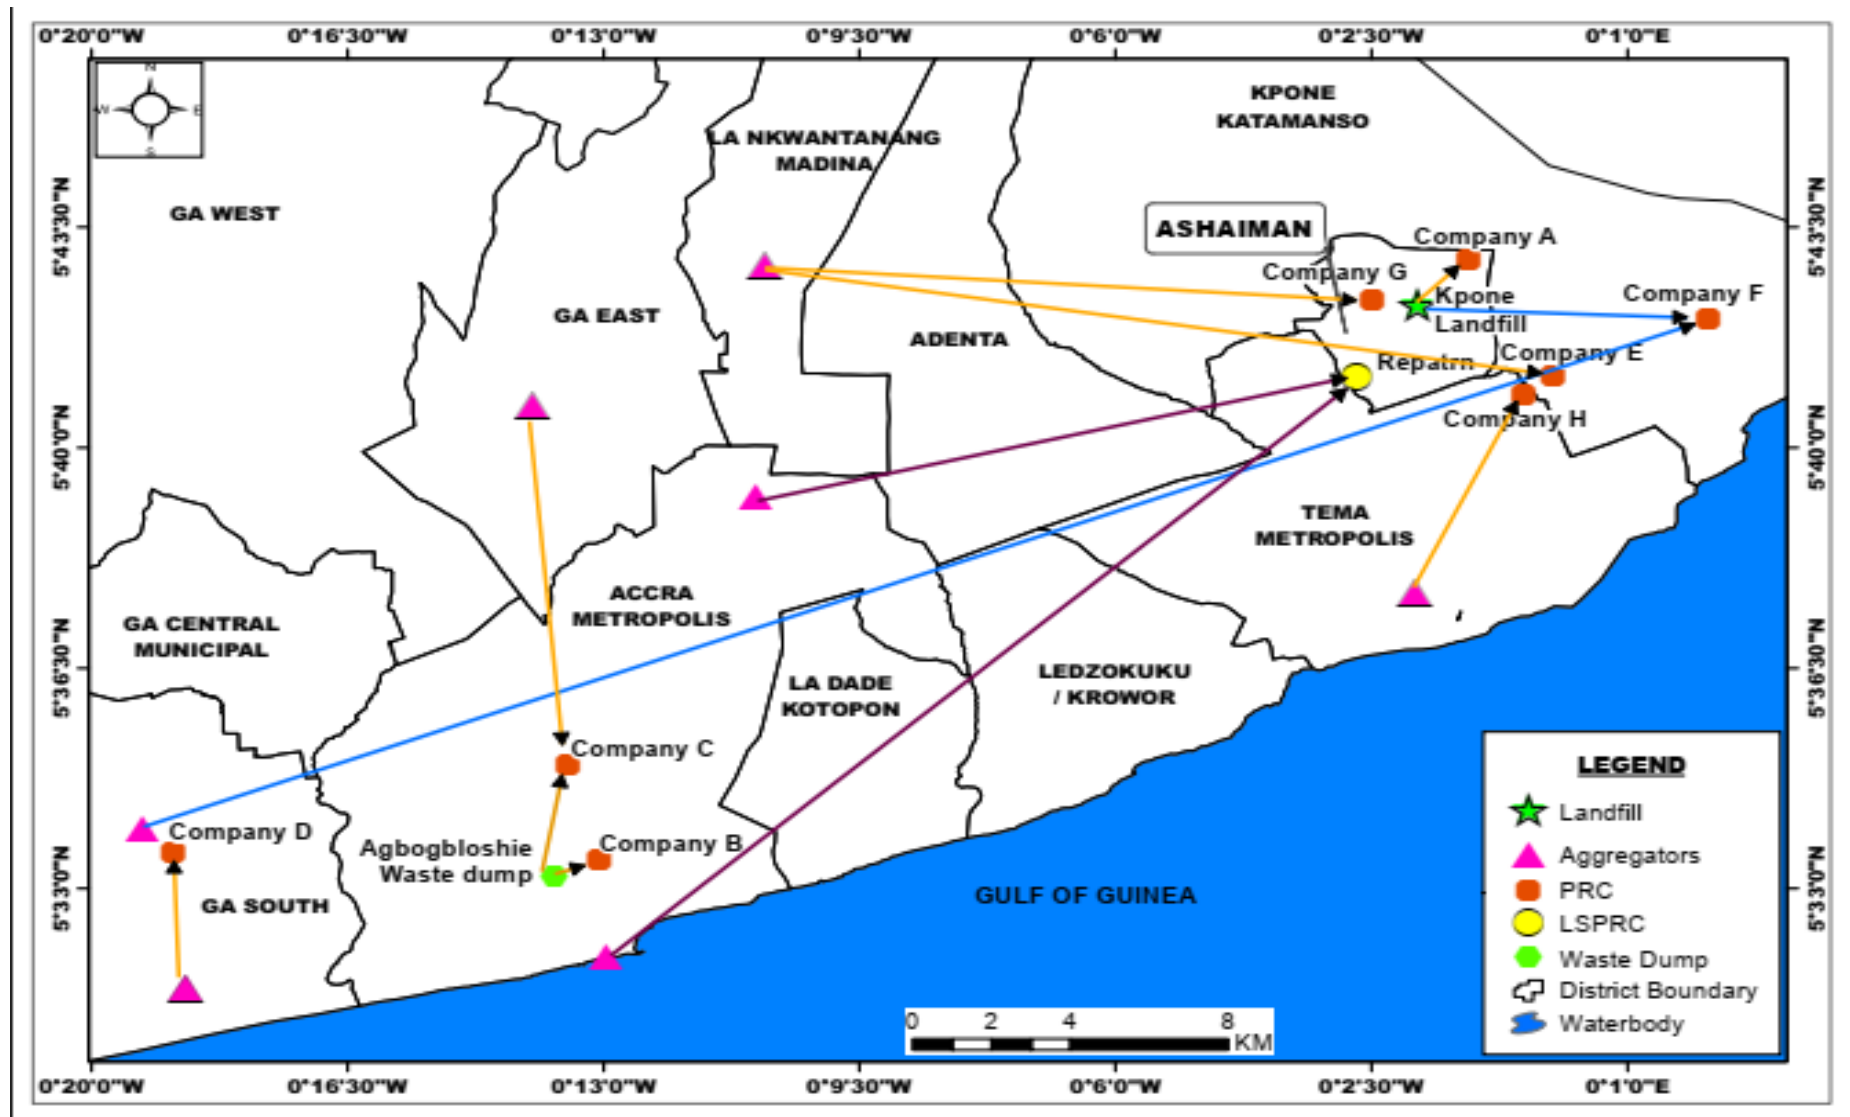 0°20'0"W 0°16'30"W 0°13'0"W 0°9'30"W 0°6'0"W 0°2'30"W 0°1'0"E
N
W E
S
KPONE
KATAMANSO
LA NKWANTANANG
MADINA
GA WEST
5°43'30"N
5°43'30"N
ASHAIMAN
Company A
Company G
Kpone
Landfill
Company F
GA EAST
ADENTA
Company E
Repatrn
Company H
5°40'0"N
5°40'0"N
TEMA
METROPOLIS
ACCRA
METROPOLIS
GA CENTRAL
MUNICIPAL
5°36'30"N
5°36'30"N
LA DADE
KOTOPON
LEDZOKUKU
/ KROWOR
Company C
Company D
Agbogbloshie
Waste dump
Company B
GA SOUTH
5°33'0"N
5°33'0"N
GULF OF GUINEA
LEGEND
Landfill
Aggregators
PRC
LSPRC
Waste Dump
District Boundary
Waterbody
0 2 4 8
KM
0°20'0"W 0°16'30"W 0°13'0"W 0°9'30"W 0°6'0"W 0°2'30"W 0°1'0"E